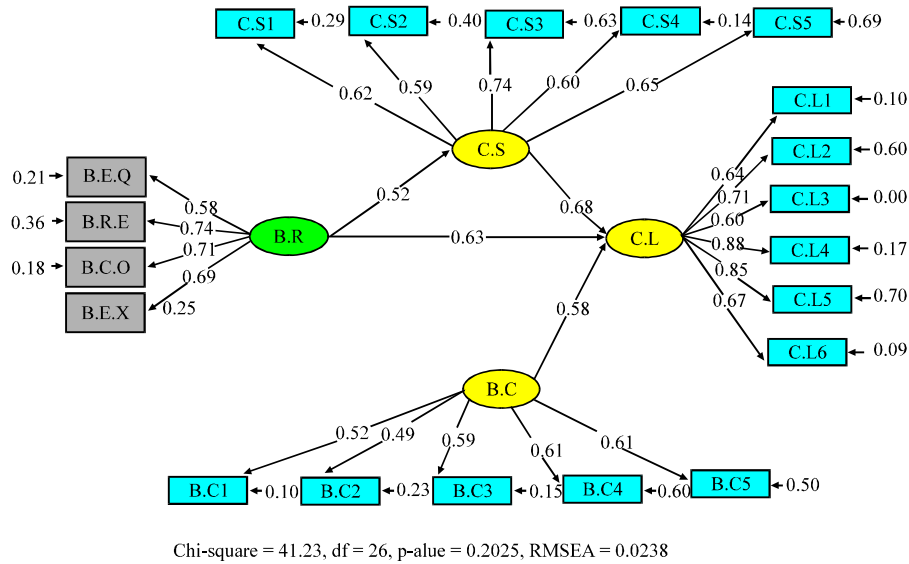 C.S1 0.29 C.S2 0.40 C.S3 0.63 C.S4 0.14 C.S5 0.69
0.62 0.59 0.74 0.60 0.65
C.S
C.L1 0.10
C.L2 0.60
C.L3 0.00
C.L4 0.17
C.L5 0.70
C.L6 0.09
0.64
0.71
0.60
0.88
0.85
0.67
0.21 B.E.Q
0.36 B.R.E
0.18 B.C.O
B.E.X 0.25
0.58
0.74
0.71
0.69
B.R
0.52
0.63
0.68
C.L
0.58
B.C
0.52 0.49 0.59 0.61 0.61
B.C1 0.10 B.C2 0.23 B.C3 0.15 B.C4 0.60 B.C5 0.50
Chi-square = 41.23, df = 26, p-alue = 0.2025, RMSEA = 0.0238